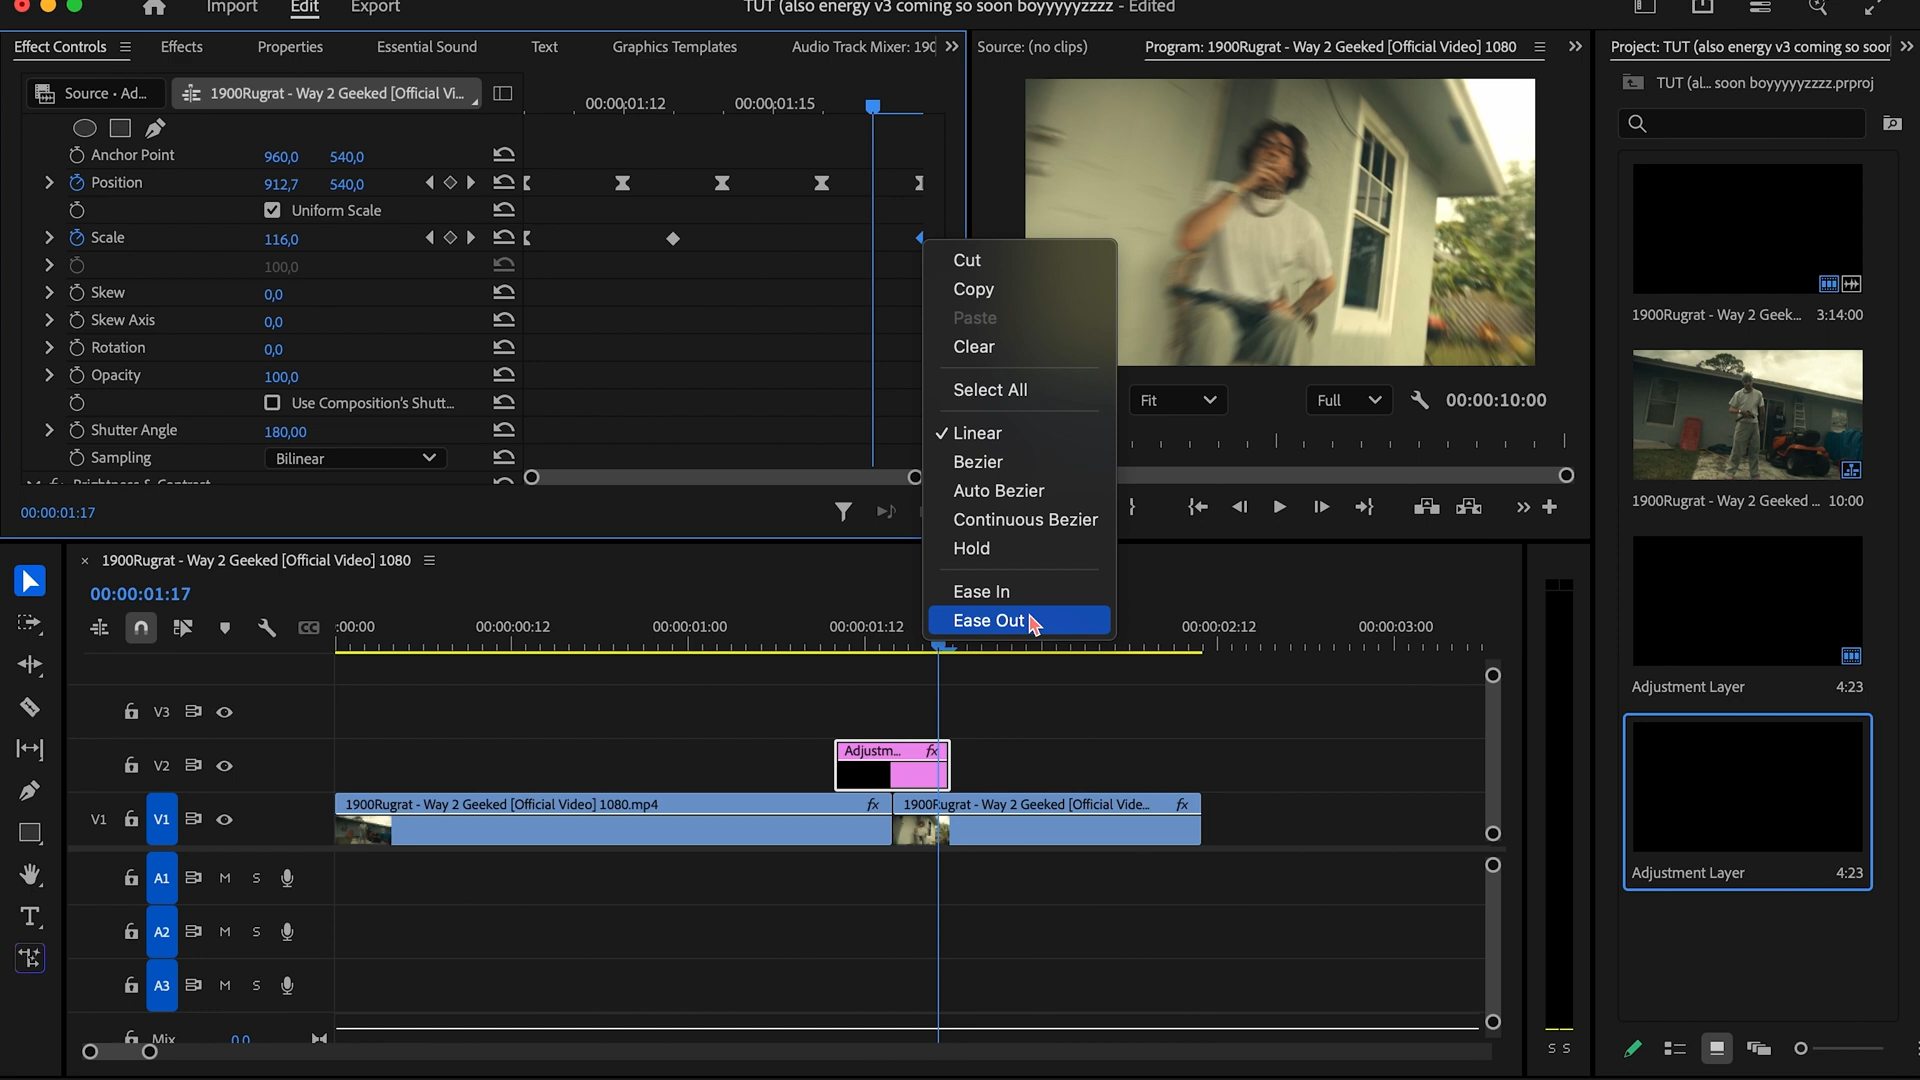 Import
Edit
Export
TUT (also energy v3 coming so soon boyyyyyzzzz - Edited
Effect Controls
Effects
Properties
Essential Sound
Text
Graphics Templates
Audio Track Mixer: 190
Source: (no clips)
Program: 1900Rugrat - Way 2 Geeked [Official Video] 1080
Project: TUT (also energy v3 coming so soor
Source • Ad...
1900Rugrat - Way 2 Geeked [Official Vi...
00:00:01:12
00:00:01:15
TUT (al... soon boyyyyyzzzz.prproj
Anchor Point
960,0
540,0
Position
912,7
540,0
Uniform Scale
Scale
116,0
100,0
Skew
0,0
Skew Axis
0,0
Rotation
0,0
Opacity
100,0
Use Composition's Shutt...
Shutter Angle
180,00
Sampling
Bilinear
Brightness & Contrast
00:00:01:17
Cut
Copy
Paste
Clear
Select All
Linear
Bezier
Auto Bezier
Continuous Bezier
Hold
Ease In
Ease Out
Fit
Full
00:00:10:00
1900Rugrat - Way 2 Geek... 3:14:00
1900Rugrat - Way 2 Geeked ... 10:00
Adjustment Layer 4:23
Adjustment Layer 4:23
1900Rugrat - Way 2 Geeked [Official Video] 1080
00:00:01:17
CC
:00:00
00:00:00:12
00:00:01:00
00:00:01:12
00:00:02:12
00:00:03:00
V3
V2
Adjustm... fx
V1
V1
1900Rugrat - Way 2 Geeked [Official Video] 1080.mp4 fx
1900Rugrat - Way 2 Geeked [Official Vide... fx
A1 M S
A2 M S
A3 M S
Mix 0,0
S S